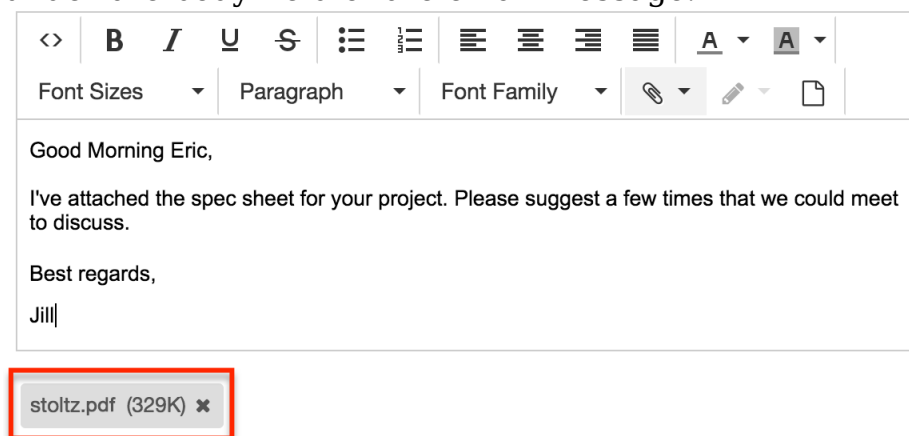 B I U S A A
Font Sizes Paragraph Font Family
Good Morning Eric,
I've attached the spec sheet for your project. Please suggest a few times that we could meet
to discuss.
Best regards,
Jill
stoltz.pdf (329K) ✖